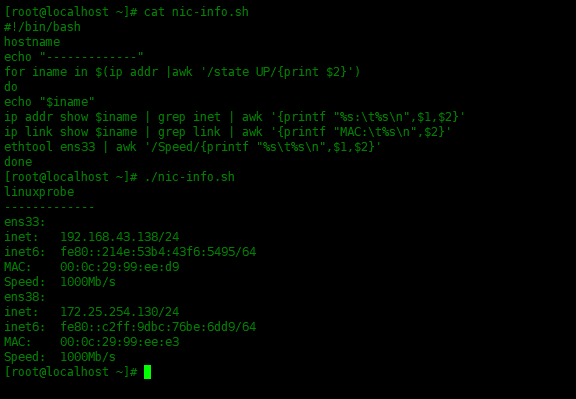 [root@localhost ~]# cat nic-info.sh
#!/bin/bash
hostname
echo "-------------"
for iname in $(ip addr |awk '/state UP/{print $2}')
do
echo "$iname"
ip addr show $iname | grep inet | awk '{printf "%s:\t%s\n",$1,$2}'
ip link show $iname | grep link | awk '{printf "MAC:\t%s\n",$2}'
ethtool ens33 | awk '/Speed/{printf "%s\t%s\n",$1,$2}'
done
[root@localhost ~]# ./nic-info.sh
linuxprobe
-------------
ens33:
inet:   192.168.43.138/24
inet6:  fe80::214e:53b4:43f6:5495/64
MAC:    00:0c:29:99:ee:d9
Speed:  1000Mb/s
ens38:
inet:   172.25.254.130/24
inet6:  fe80::c2ff:9dbc:76be:6dd9/64
MAC:    00:0c:29:99:ee:e3
Speed:  1000Mb/s
[root@localhost ~]#